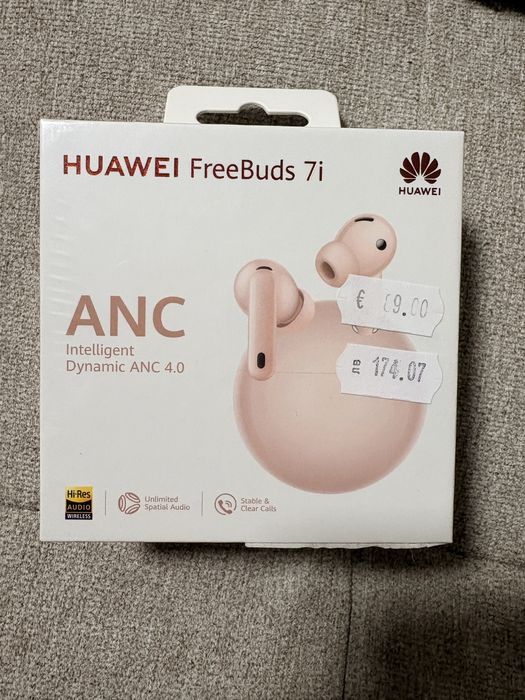 HUAWEI FreeBuds 7i
HUAWEI
€ 89.00
лв 174.07
ANC
Intelligent
Dynamic ANC 4.0
Hi-Res
AUDIO
WIRELESS
Unlimited
Spatial Audio
Stable &
Clear Calls